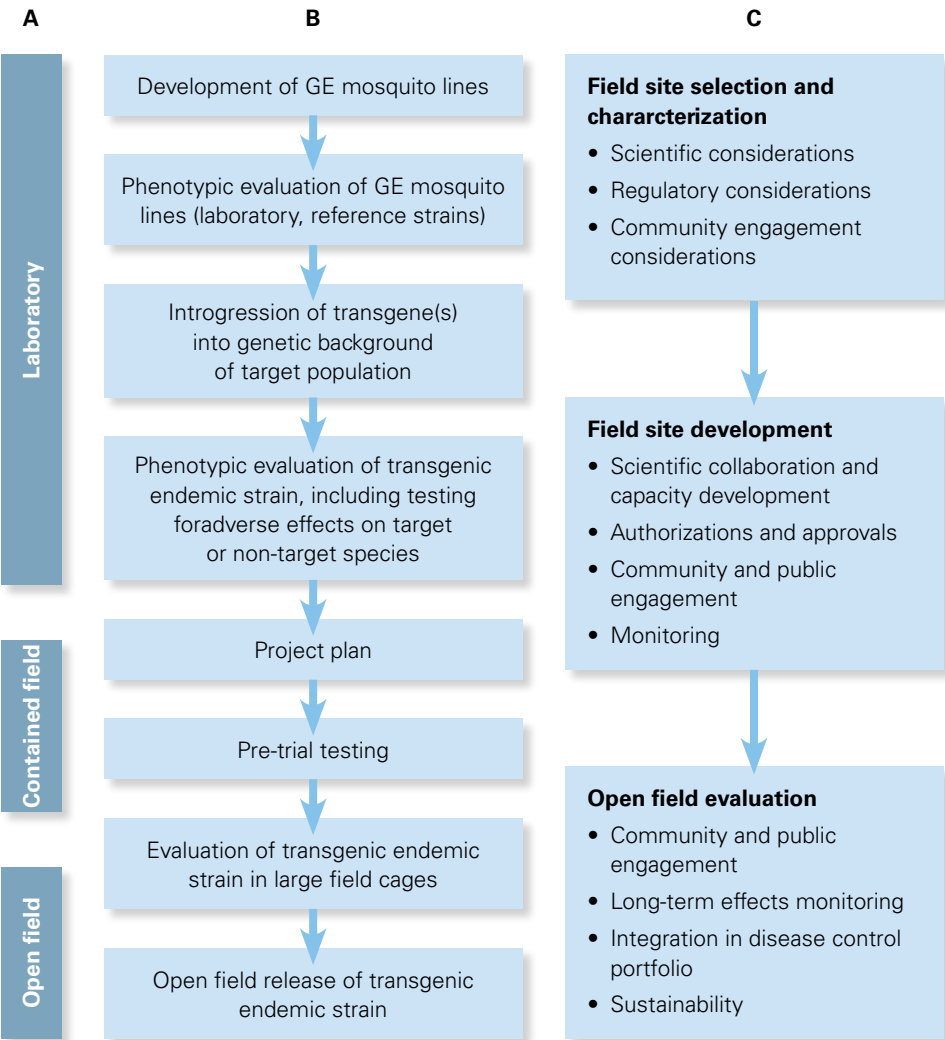 A
B
C
Laboratory
Contained field
Open field
Development of GE mosquito lines
Phenotypic evaluation of GE mosquito
lines (laboratory, reference strains)
Introgression of transgene(s)
into genetic background
of target population
Phenotypic evaluation of transgenic
endemic strain, including testing
foradverse effects on target
or non-target species
Project plan
Pre-trial testing
Evaluation of transgenic endemic
strain in large field cages
Open field release of transgenic
endemic strain
Field site selection and
chararcterization
• Scientific considerations
• Regulatory considerations
• Community engagement
considerations
Field site development
• Scientific collaboration and
capacity development
• Authorizations and approvals
• Community and public
engagement
• Monitoring
Open field evaluation
• Community and public
engagement
• Long-term effects monitoring
• Integration in disease control
portfolio
• Sustainability